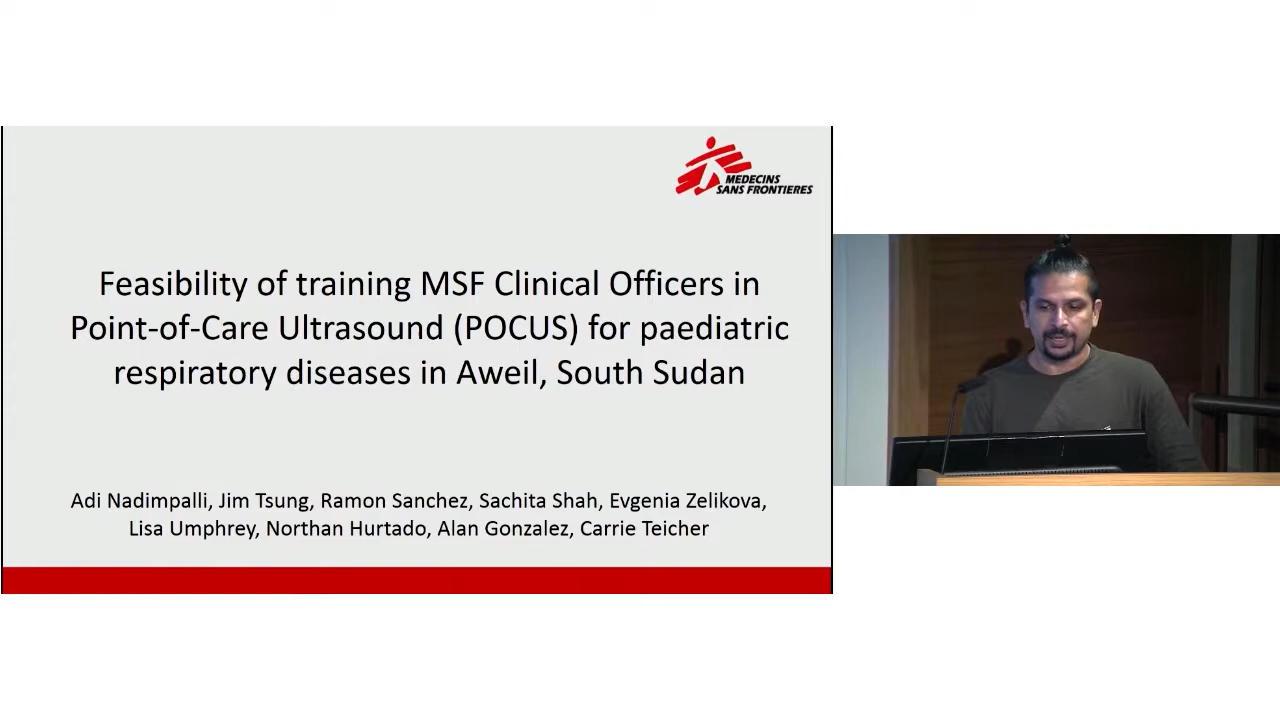 MEDECINS
SANS FRONTIERES
Feasibility of training MSF Clinical Officers in
Point-of-Care Ultrasound (POCUS) for paediatric
respiratory diseases in Aweil, South Sudan
Adi Nadimpalli, Jim Tsung, Ramon Sanchez, Sachita Shah, Evgenia Zelikova,
Lisa Umphrey, Northan Hurtado, Alan Gonzalez, Carrie Teicher